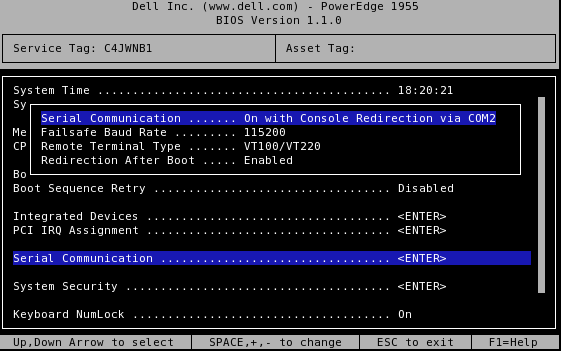 Dell Inc. (www.dell.com) - PowerEdge 1955
BIOS Version 1.1.0
Service Tag: C4JWNB1 Asset Tag:
System Time .......................................... 18:20:21
Sy
Serial Communication ....... On with Console Redirection via COM2
Me Failsafe Baud Rate ......... 115200
CP Remote Terminal Type ....... VT100/VT220
Redirection After Boot ..... Enabled
Bo
Boot Sequence Retry .................................. Disabled
Integrated Devices ................................... <ENTER>
PCI IRQ Assignment ................................... <ENTER>
Serial Communication ................................. <ENTER>
System Security ...................................... <ENTER>
Keyboard NumLock ..................................... On
Up,Down Arrow to select SPACE,+,- to change ESC to exit F1=Help